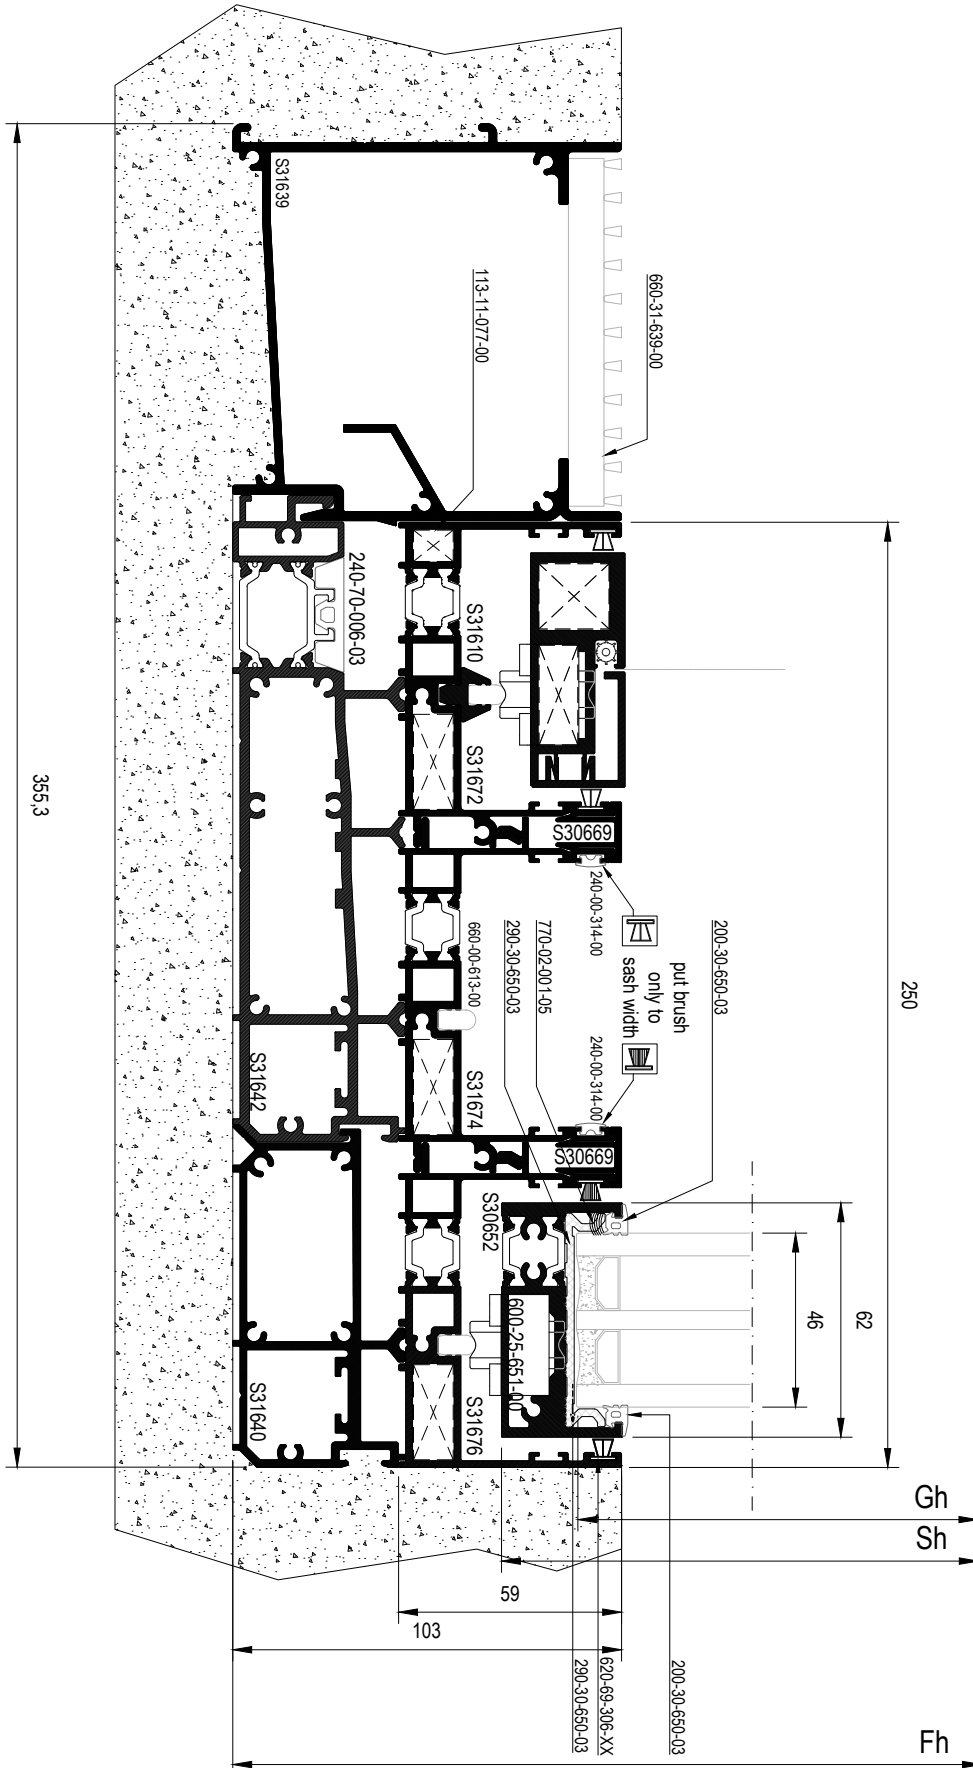 S31639
113-11-077-00
660-31-639-00
240-70-006-03
S31610
S31672
S30669
240-00-314-00
put brush
only to
sash width
200-30-650-03
770-02-001-05
290-30-650-03
660-00-613-00
240-00-314-00
250
355,3
S31642
S31674
S30669
S30652
600-25-651-00
46
62
S31640
S31676
Gh
Sh
59
103
200-30-650-03
620-69-306-XX
290-30-650-03
Fh